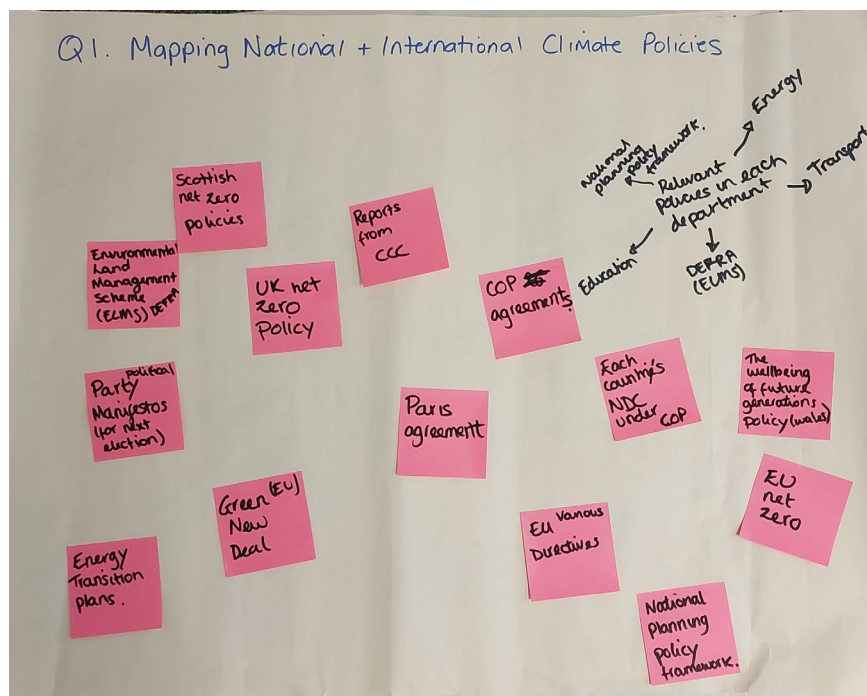 Q1. Mapping National + International Climate Policies
Energy
National
planning
policy
framework.
Relevant
policies in each
department
Transport
Education
DEFRA
(ELMS)
Scottish
net zero
policies
Reports
from
CCC
Environmental
Land
Management
Scheme
(ELMS) DEFRA
UK net
zero
Policy
COP
agreements.
Party political
Manifestos
(for next
election)
Paris
agreement
Each
country's
NDC
under COP
The
wellbeing
of future
generations
policy (wales)
Green (EU)
New
Deal
EU
net
zero
EU various
Directives
Energy
Transition
plans.
National
planning
policy
framework.